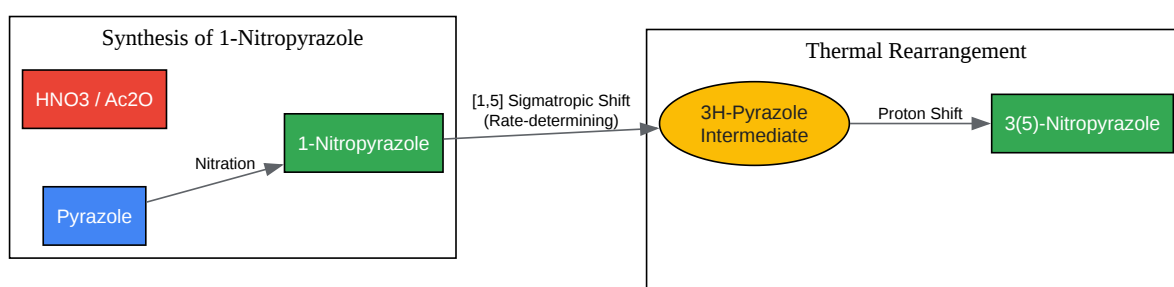 Synthesis of 1-Nitropyrazole
HNO3 / Ac2O
Pyrazole
Nitration
1-Nitropyrazole
[1,5] Sigmatropic Shift
(Rate-determining)
Thermal Rearrangement
3H-Pyrazole
Intermediate
Proton Shift
3(5)-Nitropyrazole